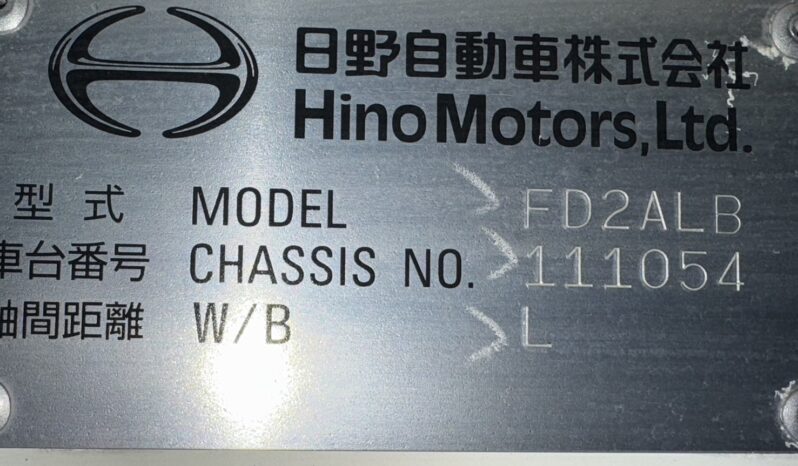 日野自動車株式会社
Hino Motors, Ltd.
型式 MODEL FD2ALB
車台番号 CHASSIS NO. 111054
軸間距離 W/B L